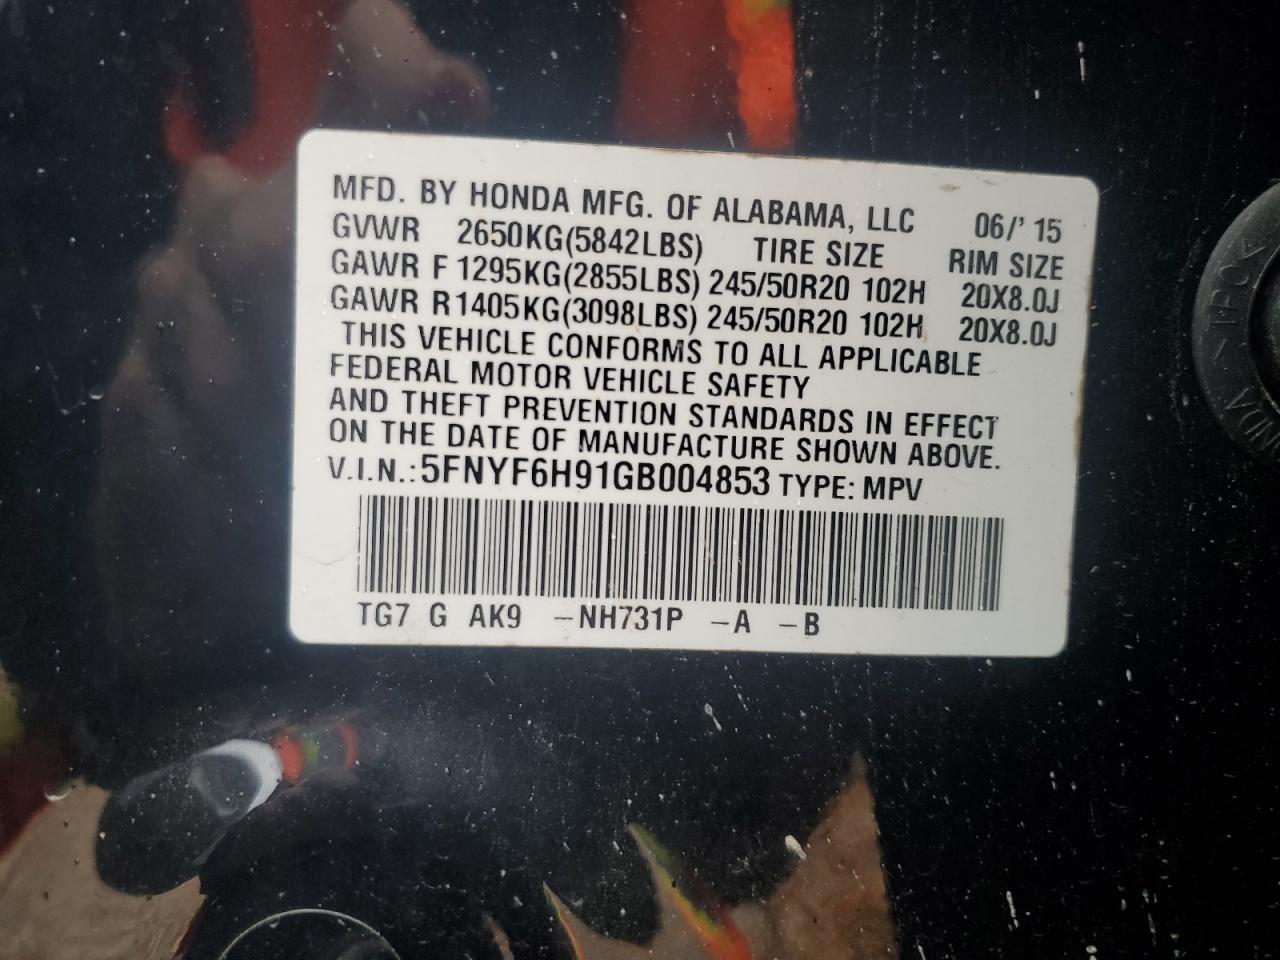 MFD. BY HONDA MFG. OF ALABAMA, LLC 06/' 15
GVWR 2650KG(5842LBS) TIRE SIZE RIM SIZE
GAWR F 1295KG(2855LBS) 245/50R20 102H 20X8.0J
GAWR R1405KG(3098LBS) 245/50R20 102H 20X8.0J
THIS VEHICLE CONFORMS TO ALL APPLICABLE
FEDERAL MOTOR VEHICLE SAFETY
AND THEFT PREVENTION STANDARDS IN EFFECT
ON THE DATE OF MANUFACTURE SHOWN ABOVE.
V.I.N.:5FNYF6H91GB004853 TYPE: MPV
TG7 G AK9 –NH731P –A –B